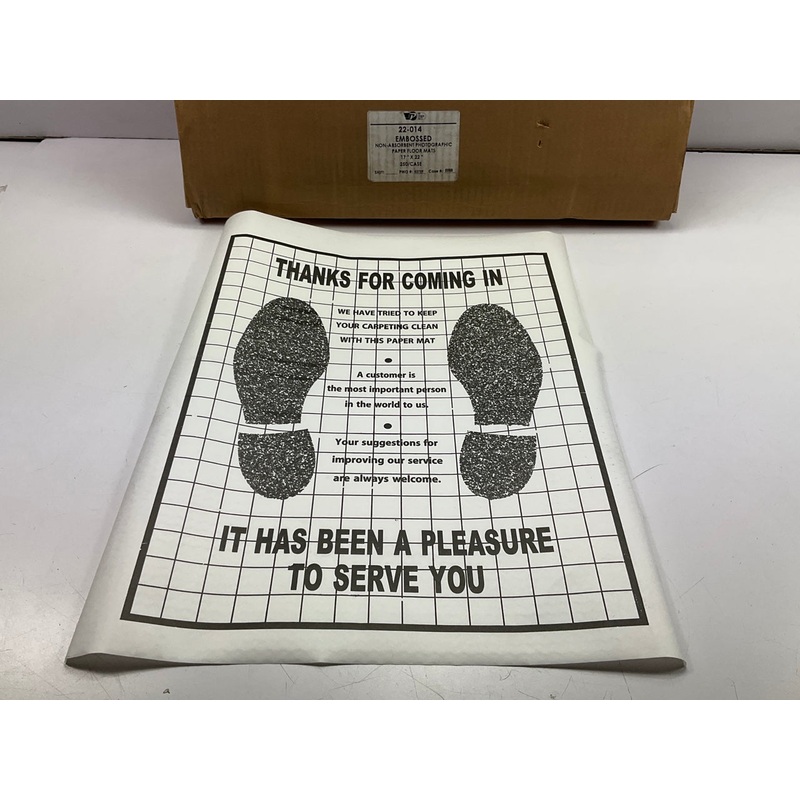 22-014
EMBOSSED
NON-ABSORBENT PHOTOGRAPHIC
PAPER FLOOR MATS
17" X 22"
THANKS FOR COMING IN
WE HAVE TRIED TO KEEP
YOUR CARPETING CLEAN
WITH THIS PAPER MAT
A customer is
the most important person
in the world to us.
Your suggestions for
improving our service
are always welcome.
IT HAS BEEN A PLEASURE
TO SERVE YOU